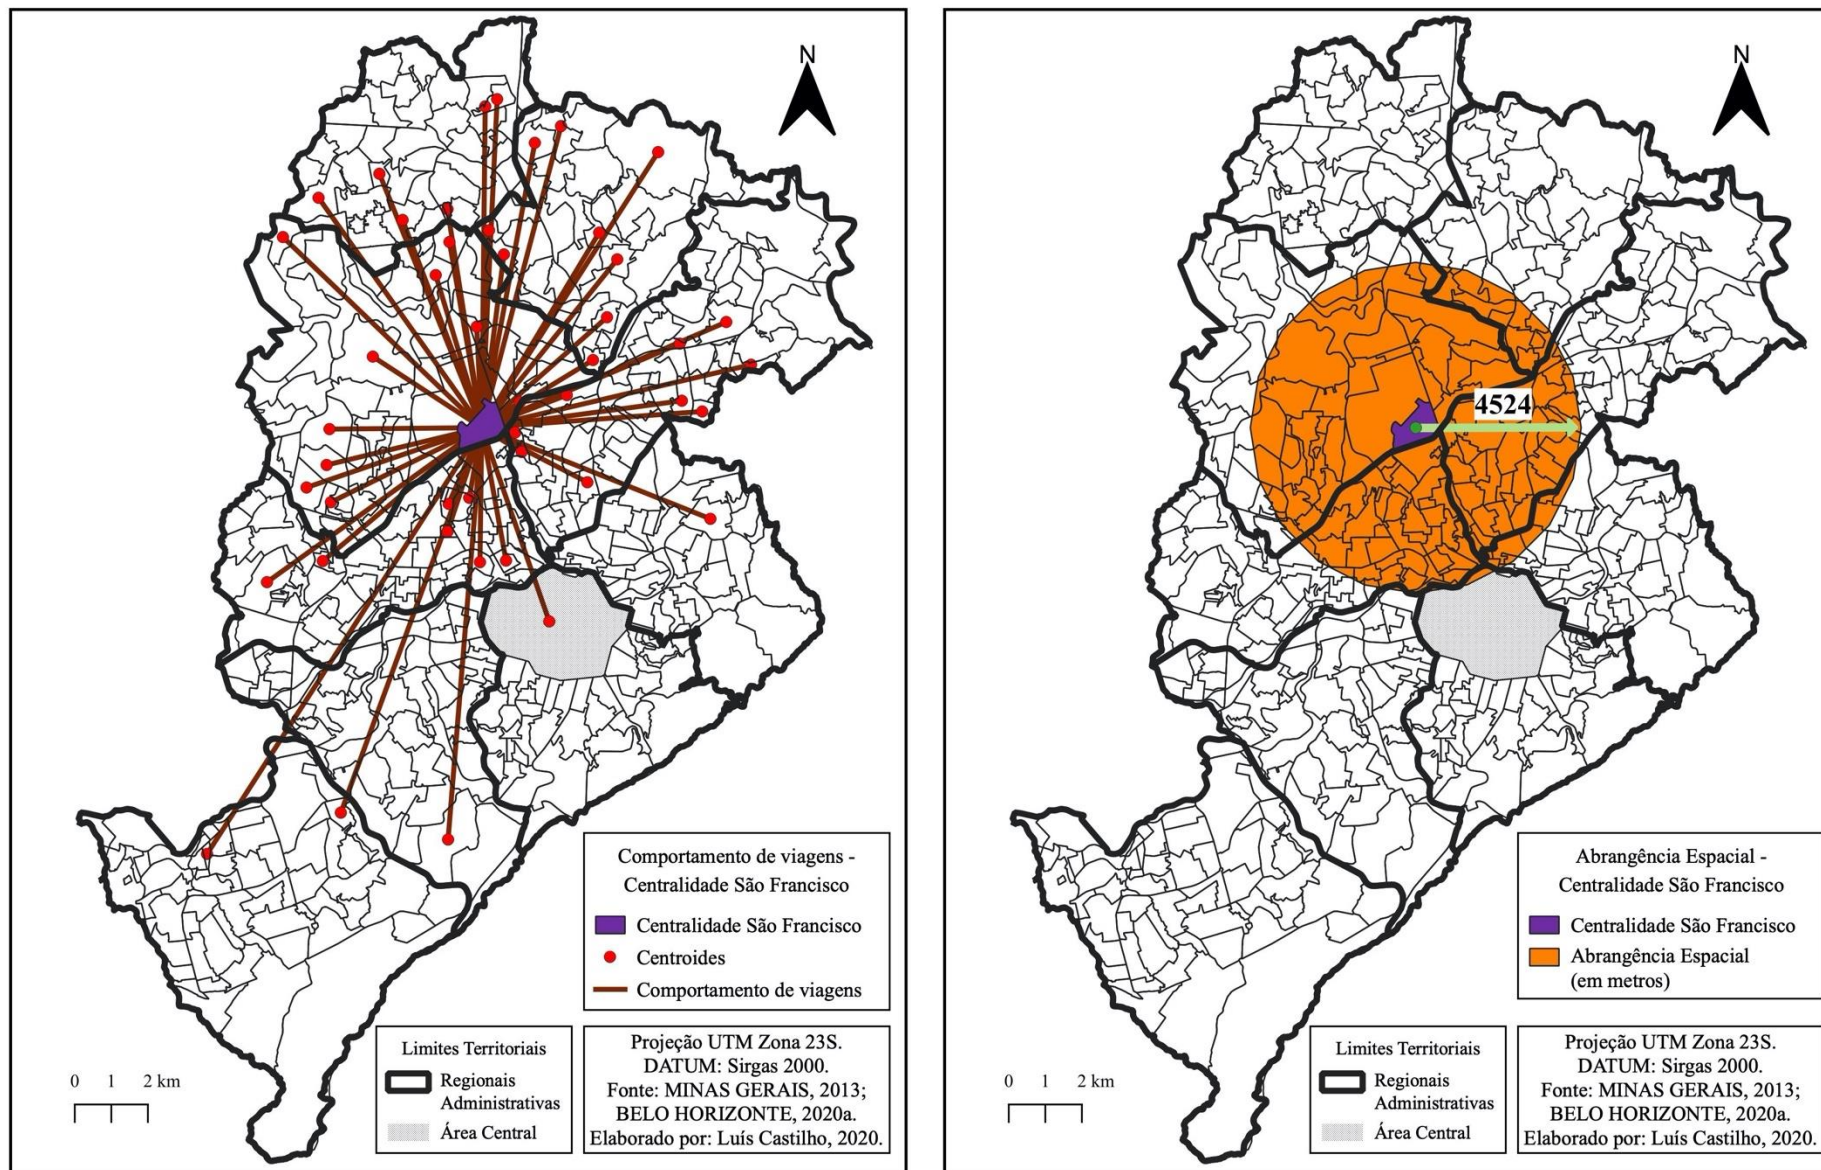 N
Comportamento de viagens -
Centralidade São Francisco
Centralidade São Francisco
Centroides
Comportamento de viagens
Limites Territoriais
Regionais
Administrativas
Área Central
Projeção UTM Zona 23S.
DATUM: Sirgas 2000.
Fonte: MINAS GERAIS, 2013;
BELO HORIZONTE, 2020a.
Elaborado por: Luís Castilho, 2020.
0 1 2 km
N
4524
Abrangência Espacial -
Centralidade São Francisco
Centralidade São Francisco
Abrangência Espacial
(em metros)
Limites Territoriais
Regionais
Administrativas
Área Central
Projeção UTM Zona 23S.
DATUM: Sirgas 2000.
Fonte: MINAS GERAIS, 2013;
BELO HORIZONTE, 2020a.
Elaborado por: Luís Castilho, 2020.
0 1 2 km